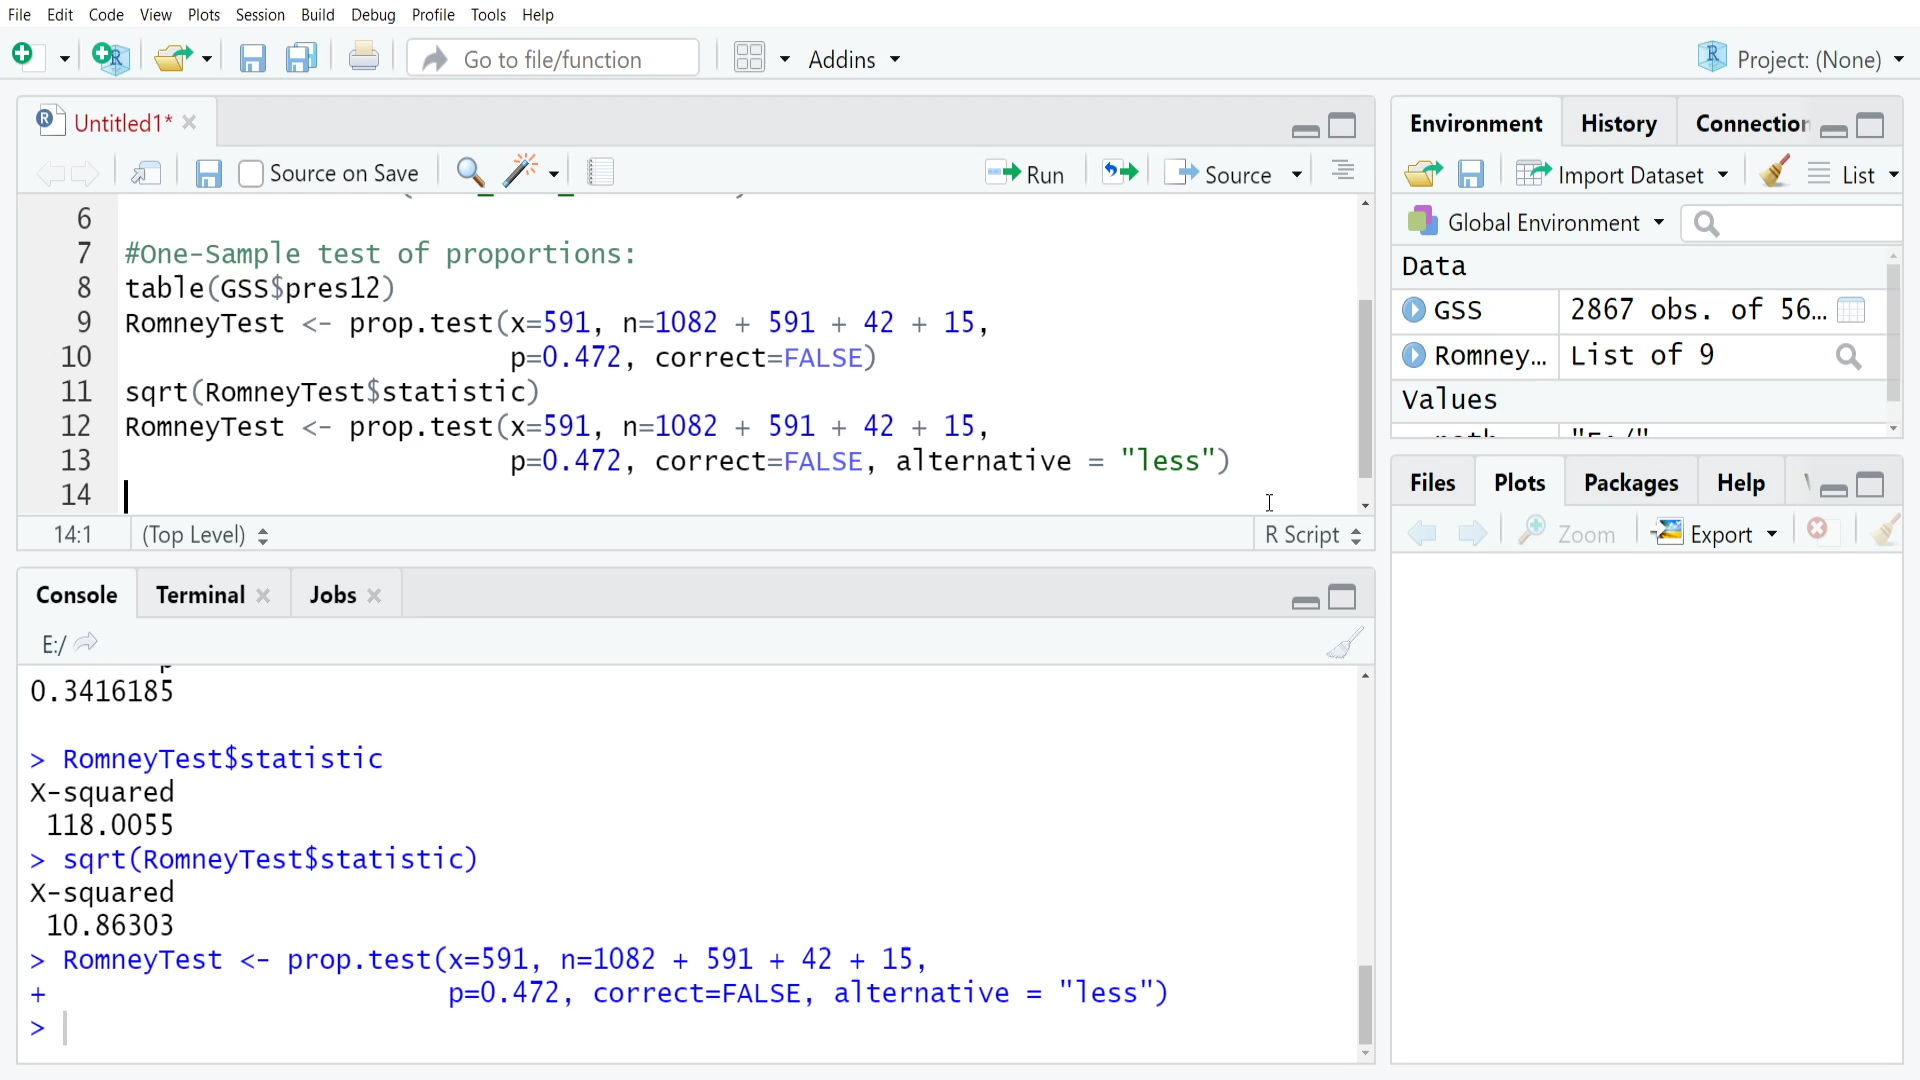 File Edit Code View Plots Session Build Debug Profile Tools Help
Go to file/function Addins Project: (None)
Untitled1*
Source on Save Run Source
6
7 #One-Sample test of proportions:
8 table(GSS$pres12)
9 RomneyTest <- prop.test(x=591, n=1082 + 591 + 42 + 15,
10 p=0.472, correct=FALSE)
11 sqrt(RomneyTest$statistic)
12 RomneyTest <- prop.test(x=591, n=1082 + 591 + 42 + 15,
13 p=0.472, correct=FALSE, alternative = "less")
14
14:1 (Top Level) R Script
Console Terminal Jobs
E:/
0.3416185
> RomneyTest$statistic
X-squared
118.0055
> sqrt(RomneyTest$statistic)
X-squared
10.86303
> RomneyTest <- prop.test(x=591, n=1082 + 591 + 42 + 15,
+ p=0.472, correct=FALSE, alternative = "less")
>
Environment History Connection
Import Dataset List
Global Environment
Data
GSS 2867 obs. of 56…
Romney… List of 9
Values
Files Plots Packages Help
Zoom Export